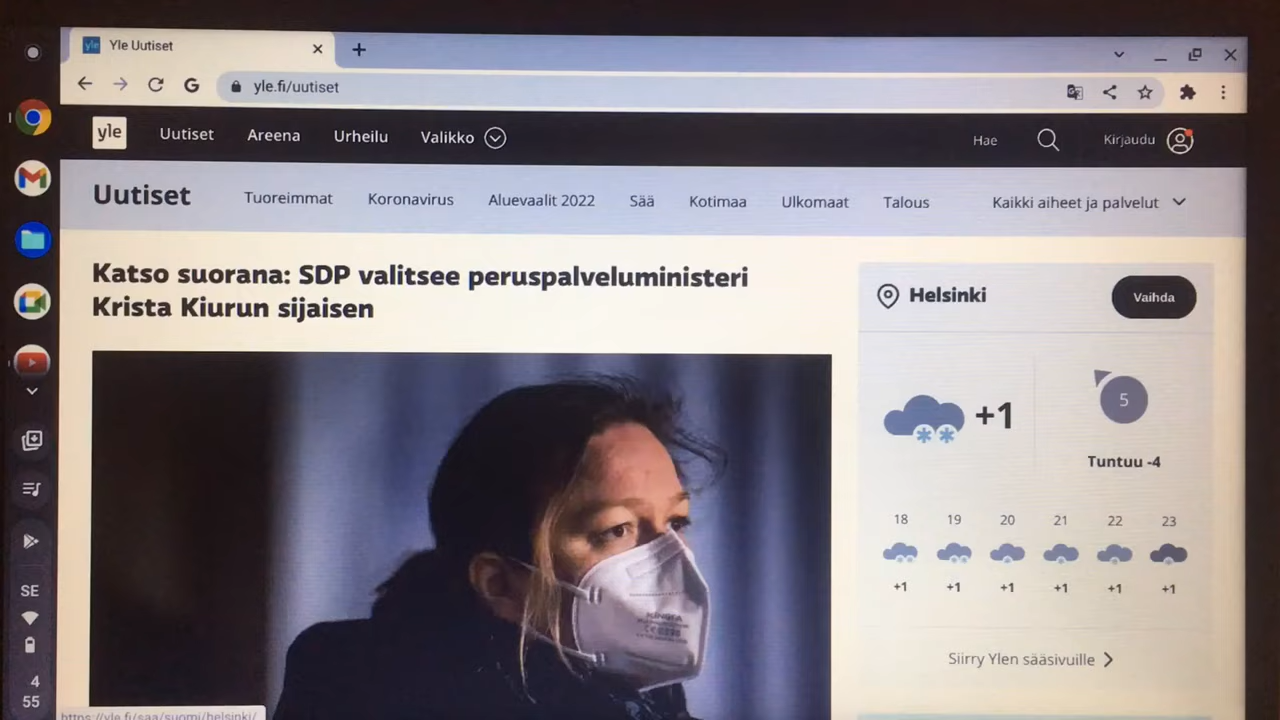 yle Yle Uutiset
yle.fi/uutiset
yle Uutiset Areena Urheilu Valikko Hae Kirjaudu
Uutiset Tuoreimmat Koronavirus Aluevaalit 2022 Sää Kotimaa Ulkomaat Talous Kaikki aiheet ja palvelut
Katso suorana: SDP valitsee peruspalveluministeri
Krista Kiurun sijaisen
Helsinki Vaihda
+1 5
Tuntuu -4
18 19 20 21 22 23
+1 +1 +1 +1 +1 +1
Siirry Ylen sääsivuille
SE
4
55
https://yle.fi/saa/suomi/helsinki/